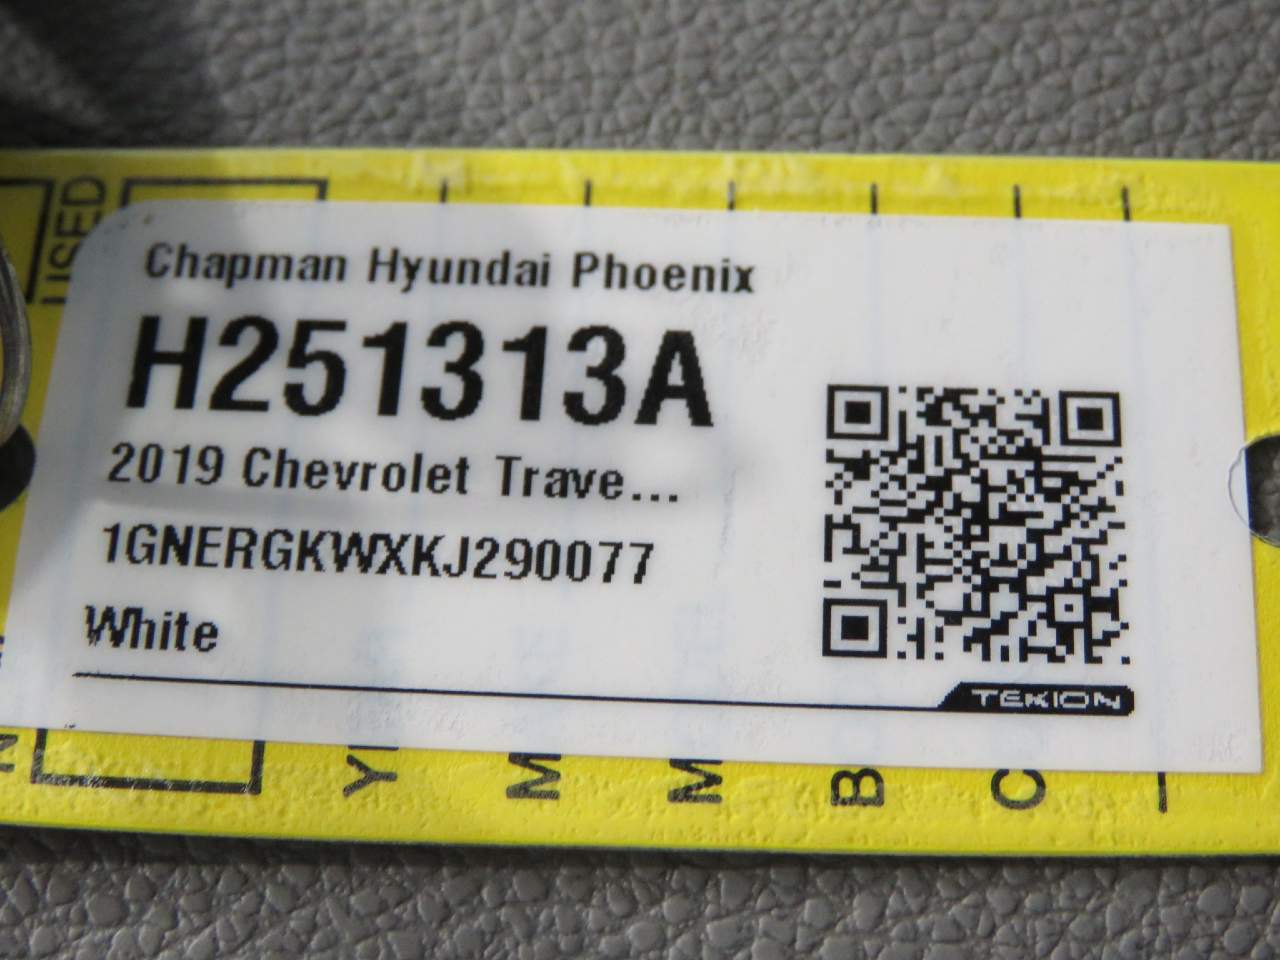 USED
Chapman Hyundai Phoenix
H251313A
2019 Chevrolet Trave...
1GNERGKWXKJ290077
White
TEKION
B